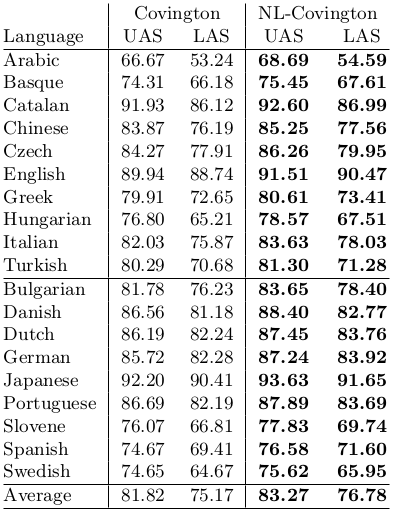 Covington NL-Covington
Language UAS LAS UAS LAS
Arabic 66.67 53.24 68.69 54.59
Basque 74.31 66.18 75.45 67.61
Catalan 91.93 86.12 92.60 86.99
Chinese 83.87 76.19 85.25 77.56
Czech 84.27 77.91 86.26 79.95
English 89.94 88.74 91.51 90.47
Greek 79.91 72.65 80.61 73.41
Hungarian 76.80 65.21 78.57 67.51
Italian 82.03 75.87 83.63 78.03
Turkish 80.29 70.68 81.30 71.28
Bulgarian 81.78 76.23 83.65 78.40
Danish 86.56 81.18 88.40 82.77
Dutch 86.19 82.24 87.45 83.76
German 85.72 82.28 87.24 83.92
Japanese 92.20 90.41 93.63 91.65
Portuguese 86.69 82.19 87.89 83.69
Slovene 76.07 66.81 77.83 69.74
Spanish 74.67 69.41 76.58 71.60
Swedish 74.65 64.67 75.62 65.95
Average 81.82 75.17 83.27 76.78